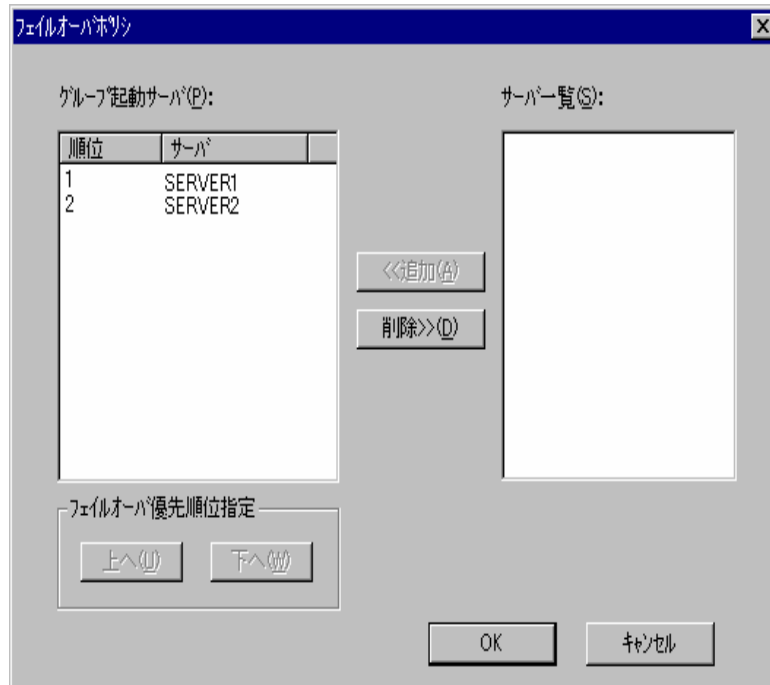 フェイルオーバポリシ
グループ起動サーバ(P):
サーバ一覧(S):
順位 サーバ
1 SERVER1
2 SERVER2
<<追加(A)
削除>>(D)
フェイルオーバ優先順位指定
上へ(U) 下へ(W)
OK キャンセル